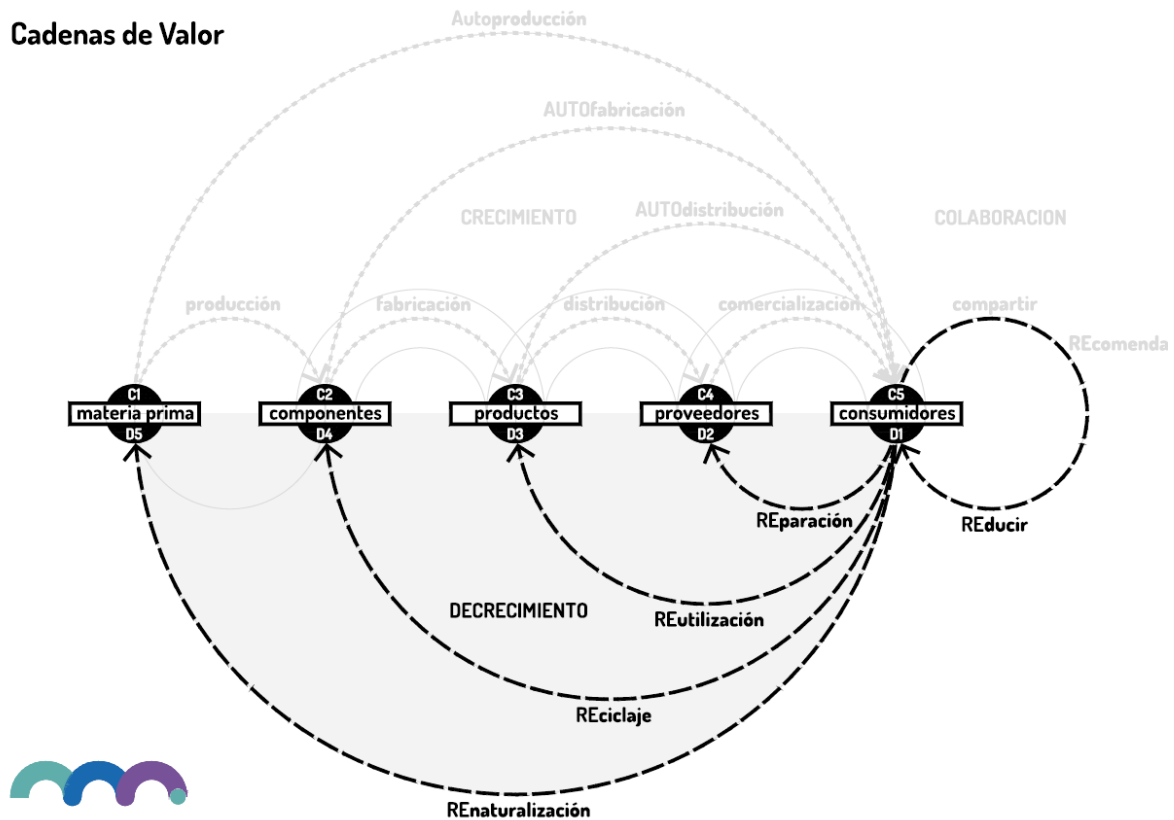 Cadenas de Valor
Autoproducción
AUTOfabricación
AUTOdistribución
CRECIMIENTO
COLABORACION
producción
fabricación
distribución
comercialización
compartir
REcomenda
C1
C2
C3
C4
C5
materia prima
componentes
productos
proveedores
consumidores
D5
D4
D3
D2
D1
REparación
REducir
DECRECIMIENTO
REutilización
REciclaje
REnaturalización